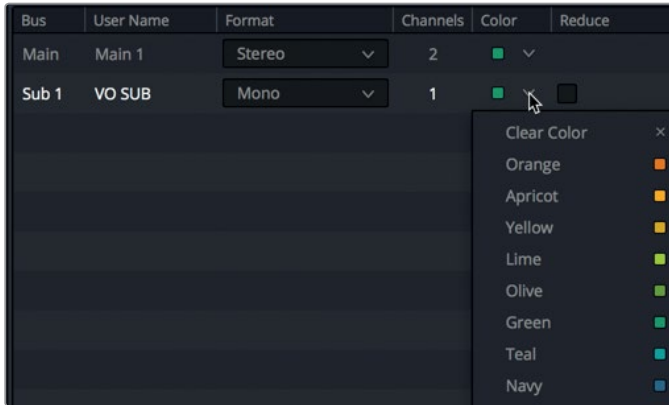 Bus User Name Format Channels Color Reduce
Main Main 1 Stereo 2
Sub 1 VO SUB Mono 1
Clear Color ×
Orange
Apricot
Yellow
Lime
Olive
Green
Teal
Navy